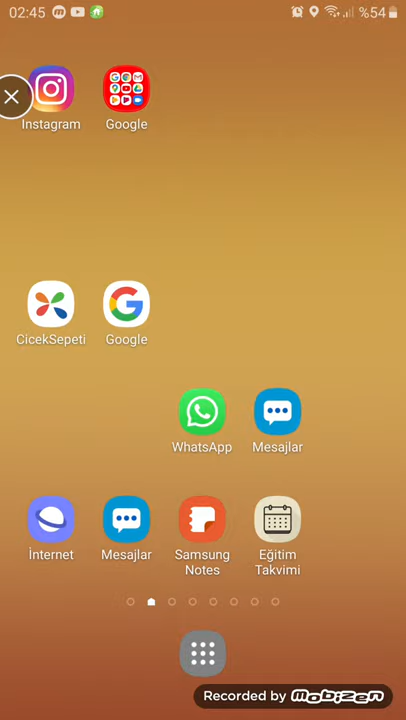 02:45
%54
Instagram
Google
CicekSepeti
Google
WhatsApp
Mesajlar
İnternet
Mesajlar
Samsung
Notes
Eğitim
Takvimi
Recorded by mobizen